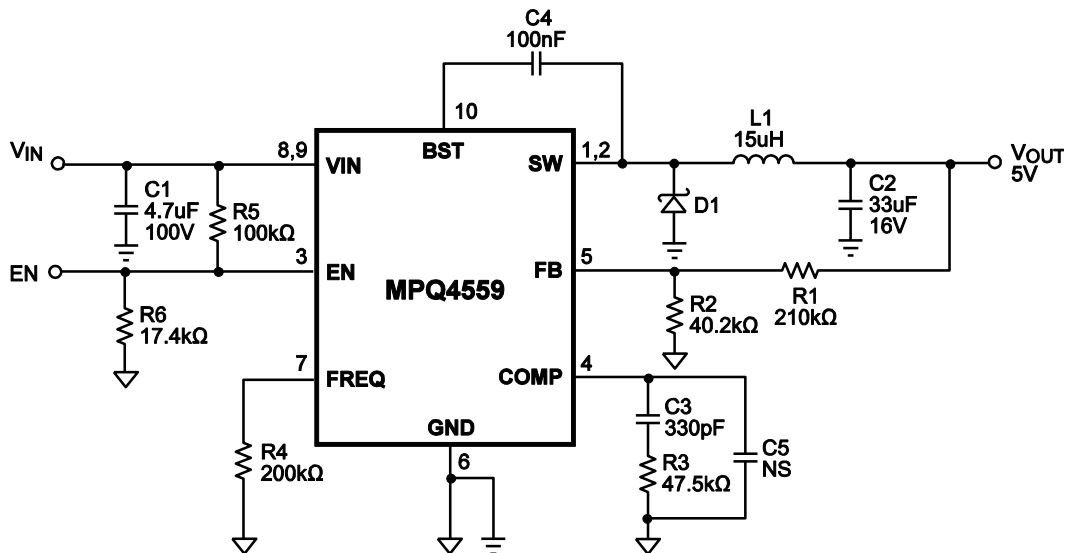 C4
100nF
10
L1
15uH
VIN
8,9
VIN
BST
SW
1,2
VOUT
5V
C1
4.7uF
100V
R5
100kΩ
D1
C2
33uF
16V
EN
3
EN
MPQ4559
FB
5
R1
210kΩ
R2
40.2kΩ
R6
17.4kΩ
7
FREQ
COMP
4
GND
6
R4
200kΩ
C3
330pF
R3
47.5kΩ
C5
NS